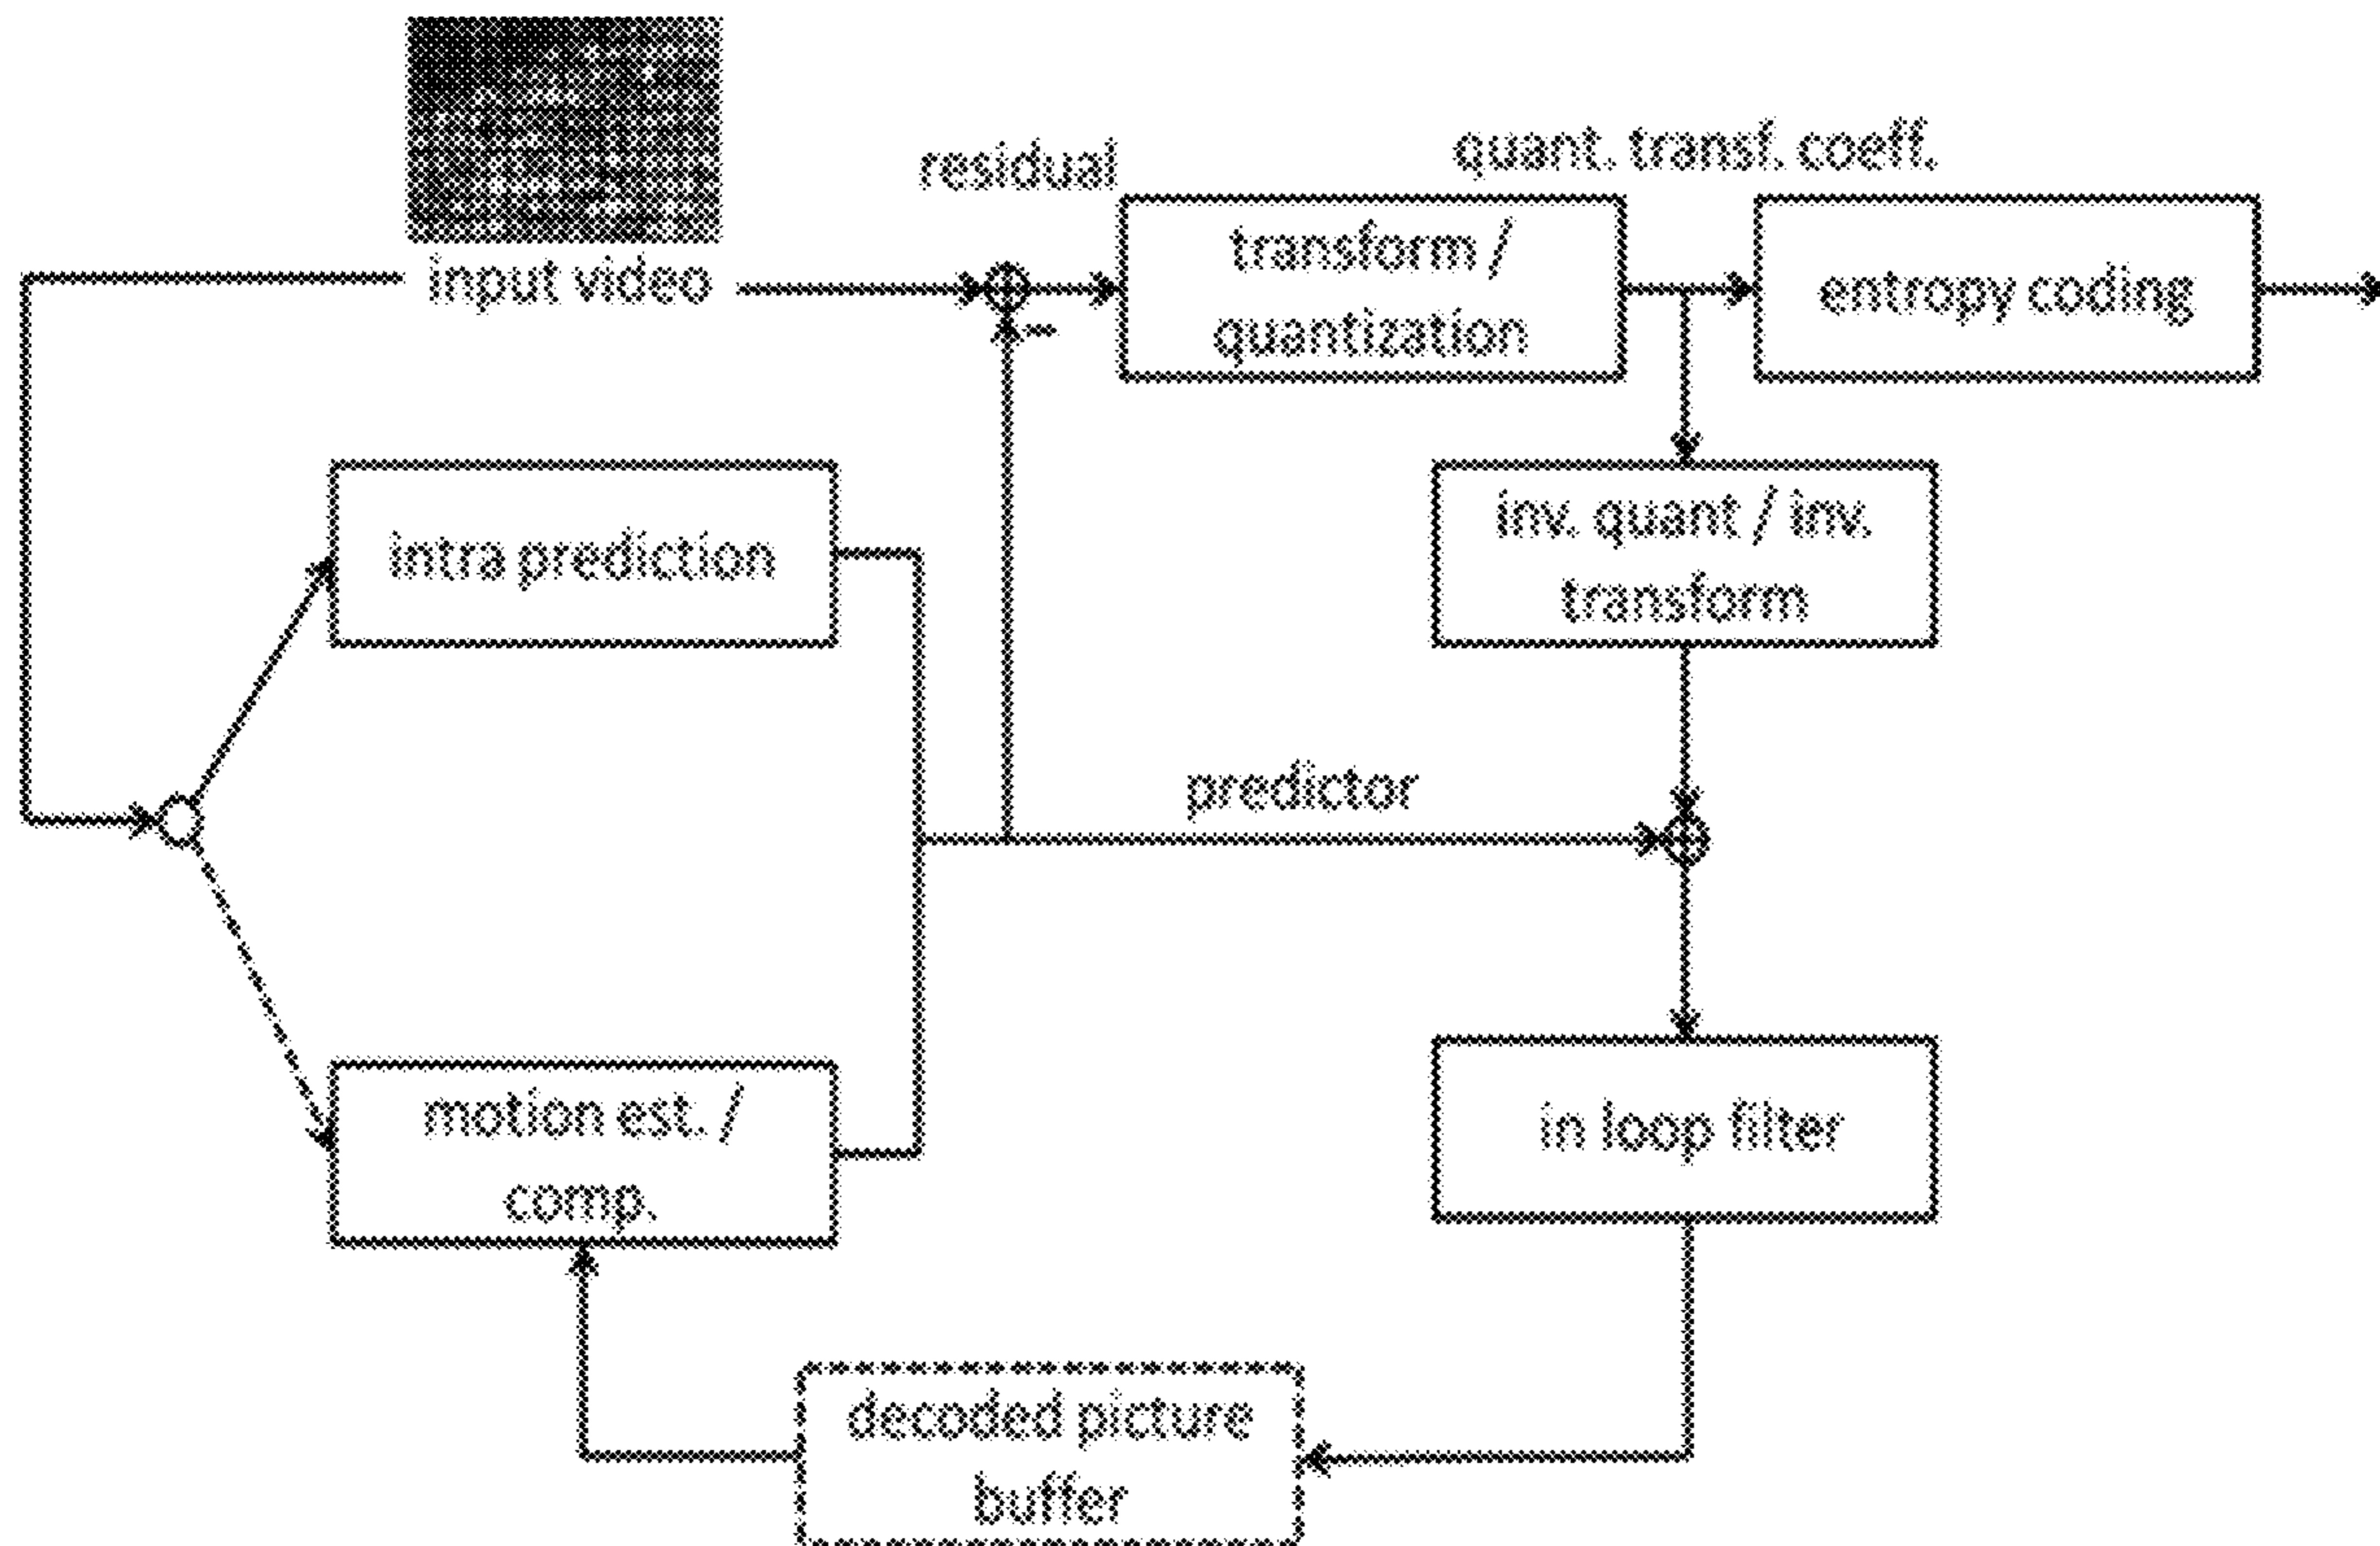 residual
quant. transf. coeff.
input video
transform /
quantization
entropy coding
intra prediction
inv. quant / inv.
transform
predictor
motion est. /
comp.
in loop filter
decoded picture
buffer